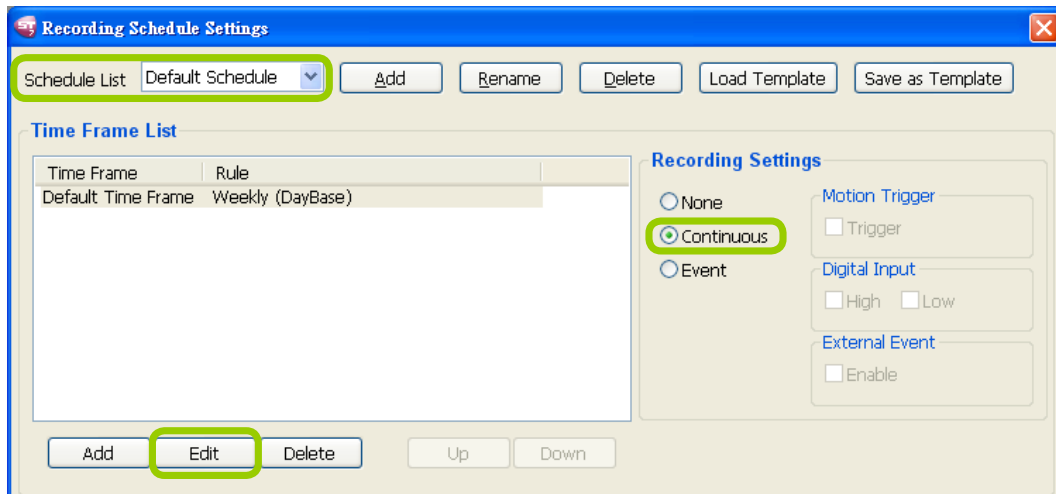 Recording Schedule Settings
Schedule List Default Schedule Add Rename Delete Load Template Save as Template
Time Frame List
Time Frame Rule
Default Time Frame Weekly (DayBase)
Recording Settings
None
Continuous
Event
Motion Trigger
Trigger
Digital Input
High Low
External Event
Enable
Add Edit Delete Up Down